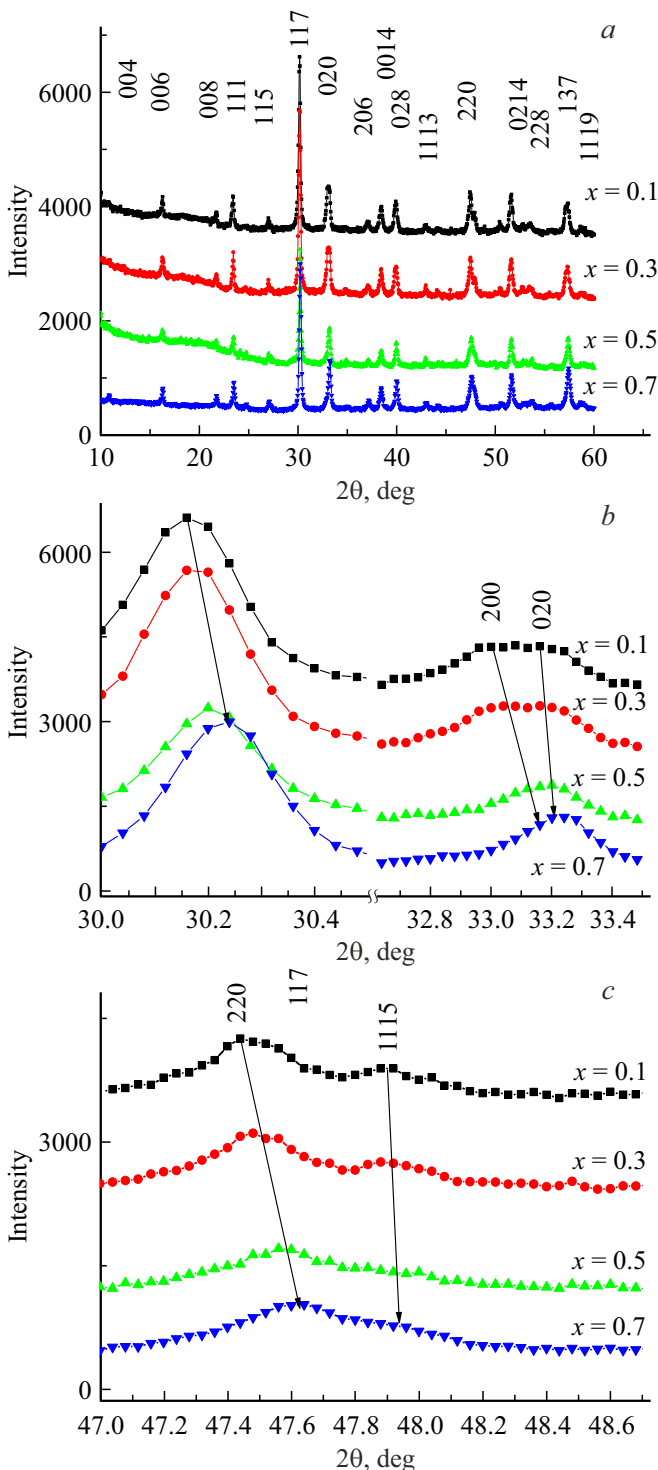 a
004
006
008
111
115
117
020
206
0014
028
1113
220
0214
228
137
1119
6000
4000
2000
0
Intensity
x = 0.1
x = 0.3
x = 0.5
x = 0.7
10 20 30 40 50 60
2θ, deg
b
200
020
6000
3000
0
Intensity
x = 0.1
x = 0.3
x = 0.5
x = 0.7
30.0 30.2 30.4 32.8 33.0 33.2 33.4
2θ, deg
c
220
117
1115
3000
0
Intensity
x = 0.1
x = 0.3
x = 0.5
x = 0.7
47.0 47.2 47.4 47.6 47.8 48.0 48.2 48.4 48.6
2θ, deg